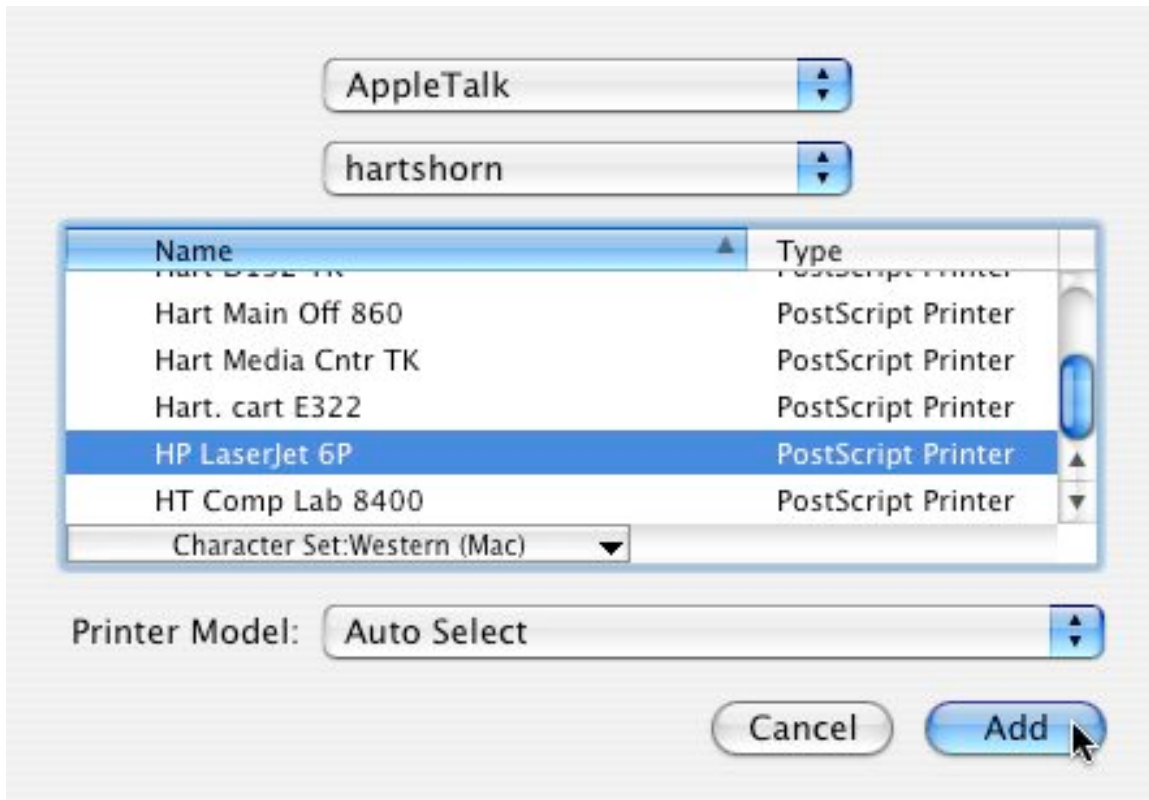 AppleTalk
hartshorn
Name Type
Hart Main Off 860 PostScript Printer
Hart Media Cntr TK PostScript Printer
Hart. cart E322 PostScript Printer
HP LaserJet 6P PostScript Printer
HT Comp Lab 8400 PostScript Printer
Character Set:Western (Mac)
Printer Model: Auto Select
Cancel Add